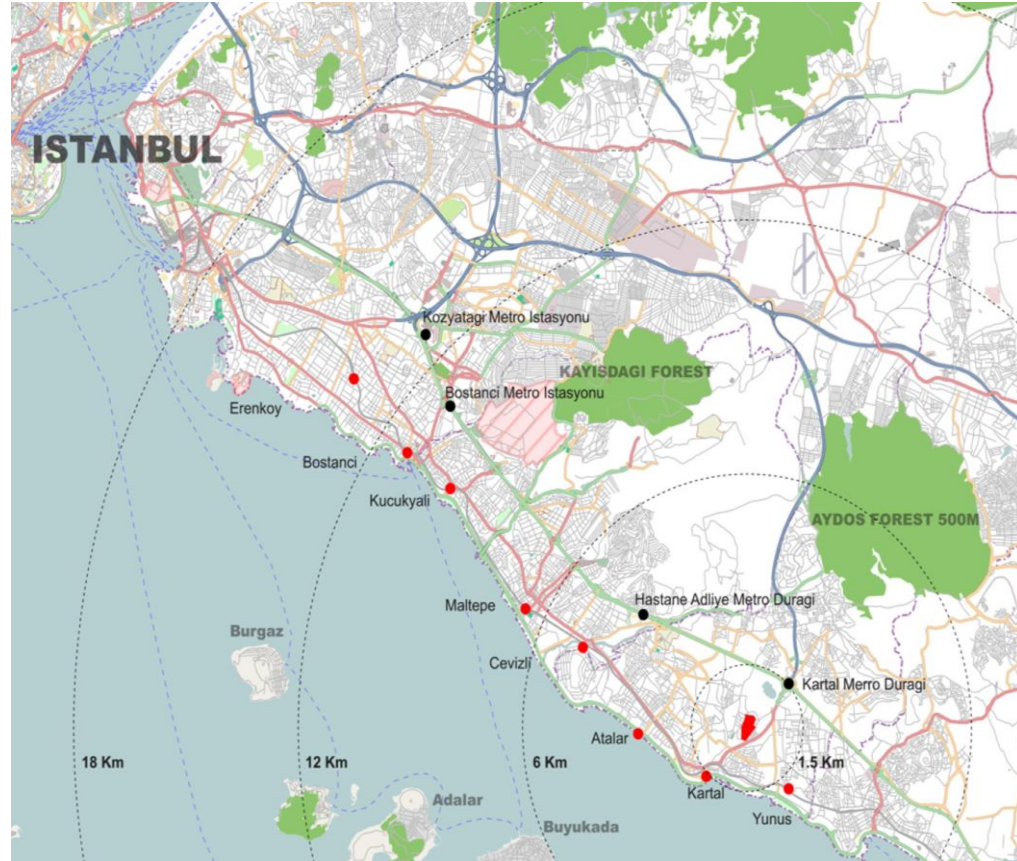 ISTANBUL
Kozyatagi Metro Istasyonu
KAYISDAGI FOREST
Bostanci Metro Istasyonu
Erenkoy
Bostanci
Kucukyali
AYDOS FOREST 500M
Hastane Adliye Metro Duragi
Maltepe
Burgaz
Cevizli
Kartal Merro Duragi
Atalar
18 Km
12 Km
6 Km
1.5 Km
Kartal
Adalar
Yunus
Buyukada